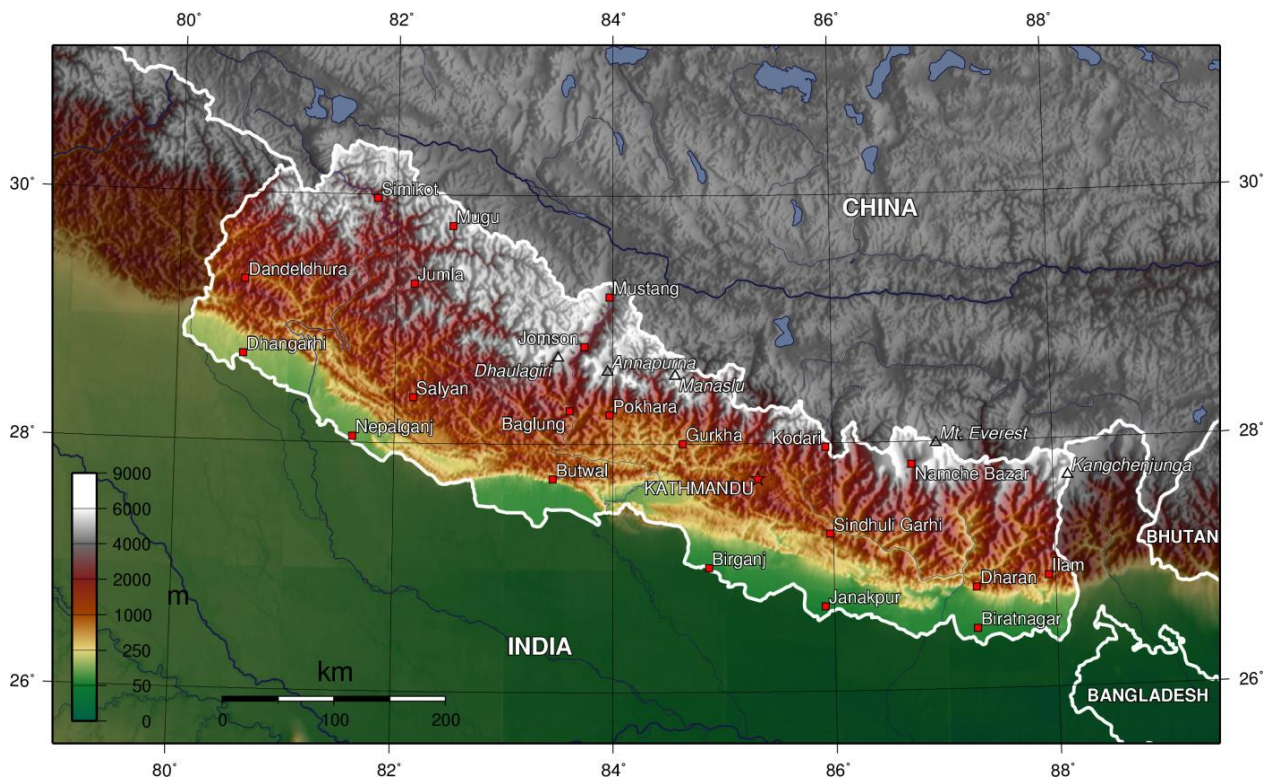 80˚
82˚
84˚
86˚
88˚
30˚
30˚
CHINA
Simikot
Mugu
Dandeldhura
Jumla
Mustang
Jomson
Dhangarhi
Annapurna
Dhaulagiri
Manaslu
Salyan
Baglung
Pokhara
Nepalganj
28˚
28˚
Gurkha
Kodari
Mt. Everest
Namche Bazar
Kangchenjunga
Butwal
KATHMANDU
9000
6000
4000
2000
1000
250
50
0
m
Sindhuli Garhi
BHUTAN
Birganj
Dharan
Ilam
Janakpur
Biratnagar
INDIA
km
0
100
200
26˚
26˚
BANGLADESH
80˚
82˚
84˚
86˚
88˚